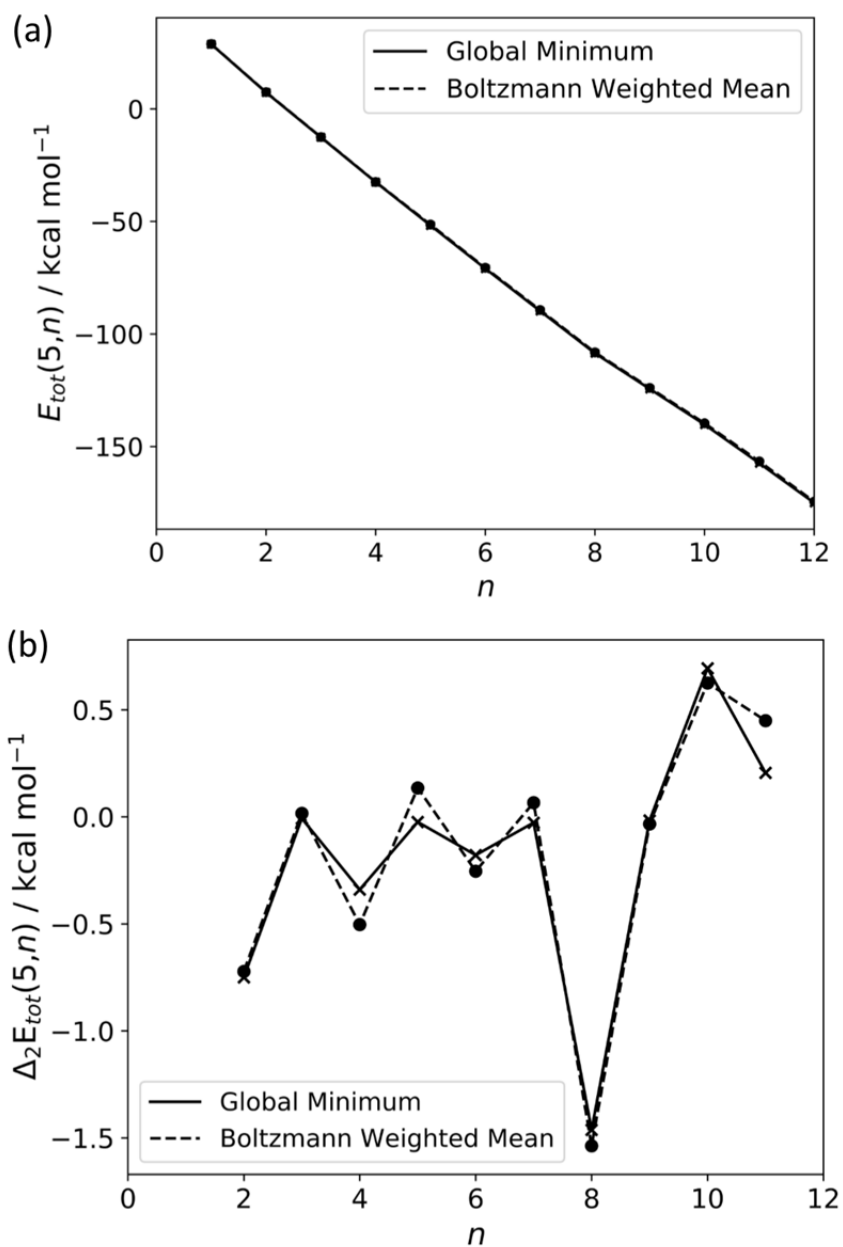 (a)
Global Minimum
Boltzmann Weighted Mean
0
−50
−100
−150
E_tot(5,n) / kcal mol⁻¹
0 2 4 6 8 10 12
n
(b)
0.5
0.0
−0.5
−1.0
−1.5
Δ₂E_tot(5,n) / kcal mol⁻¹
Global Minimum
Boltzmann Weighted Mean
0 2 4 6 8 10 12
n